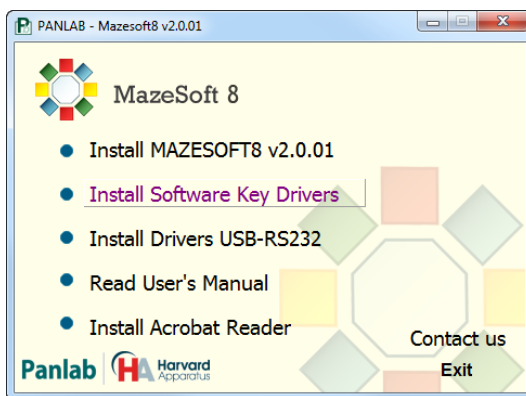 PANLAB - Mazesoft8 v2.0.01
MazeSoft 8
Install MAZESOFT8 v2.0.01
Install Software Key Drivers
Install Drivers USB-RS232
Read User's Manual
Install Acrobat Reader
Contact us
Panlab HA Harvard
Apparatus
Exit